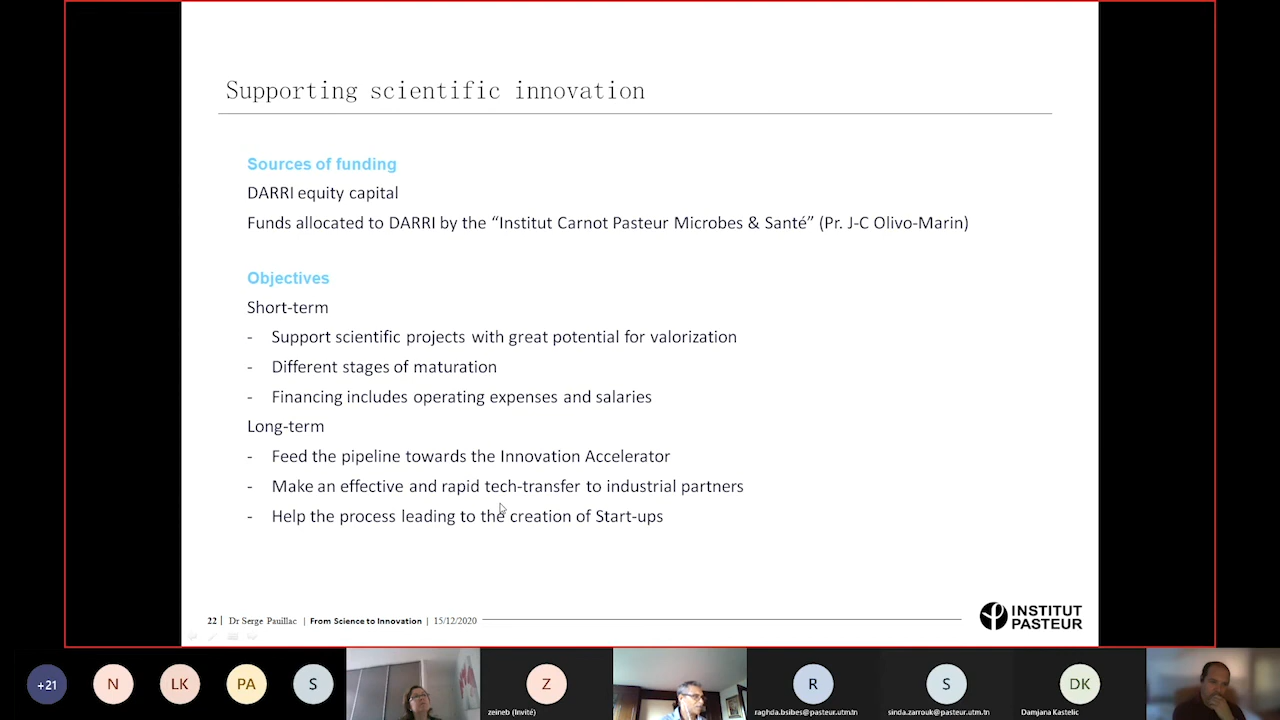 Supporting scientific innovation
Sources of funding
DARRI equity capital
Funds allocated to DARRI by the “Institut Carnot Pasteur Microbes & Santé” (Pr. J-C Olivo-Marin)
Objectives
Short-term
- Support scientific projects with great potential for valorization
- Different stages of maturation
- Financing includes operating expenses and salaries
Long-term
- Feed the pipeline towards the Innovation Accelerator
- Make an effective and rapid tech-transfer to industrial partners
- Help the process leading to the creation of Start-ups
22 | Dr Serge Pauillac | From Science to Innovation | 15/12/2020
INSTITUT
PASTEUR
+21 N LK PA S Z R S DK
zeineb (Invité) raghda.bsibes@pasteur.utm.tn sinda.zarrouk@pasteur.utm.tn Damjana Kastelic